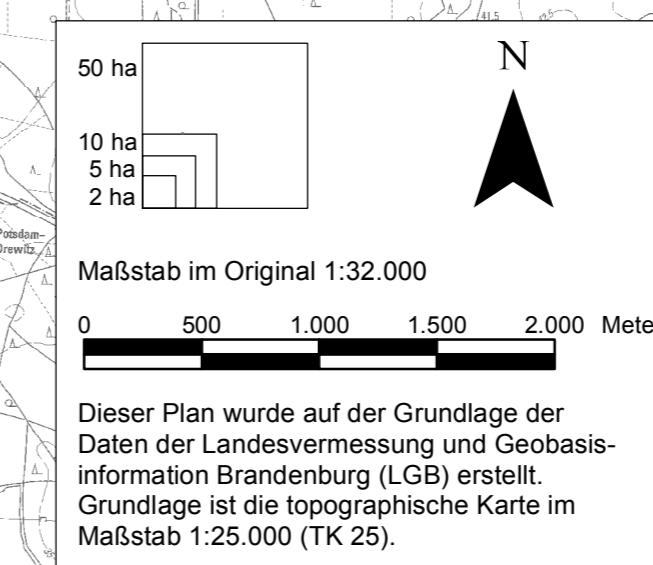 41,5
50 ha
N
10 ha
5 ha
2 ha
Potsdam-
Drewitz
Maßstab im Original 1:32.000
0 500 1.000 1.500 2.000 Mete
Dieser Plan wurde auf der Grundlage der
Daten der Landesvermessung und Geobasis-
information Brandenburg (LGB) erstellt.
Grundlage ist die topographische Karte im
Maßstab 1:25.000 (TK 25).